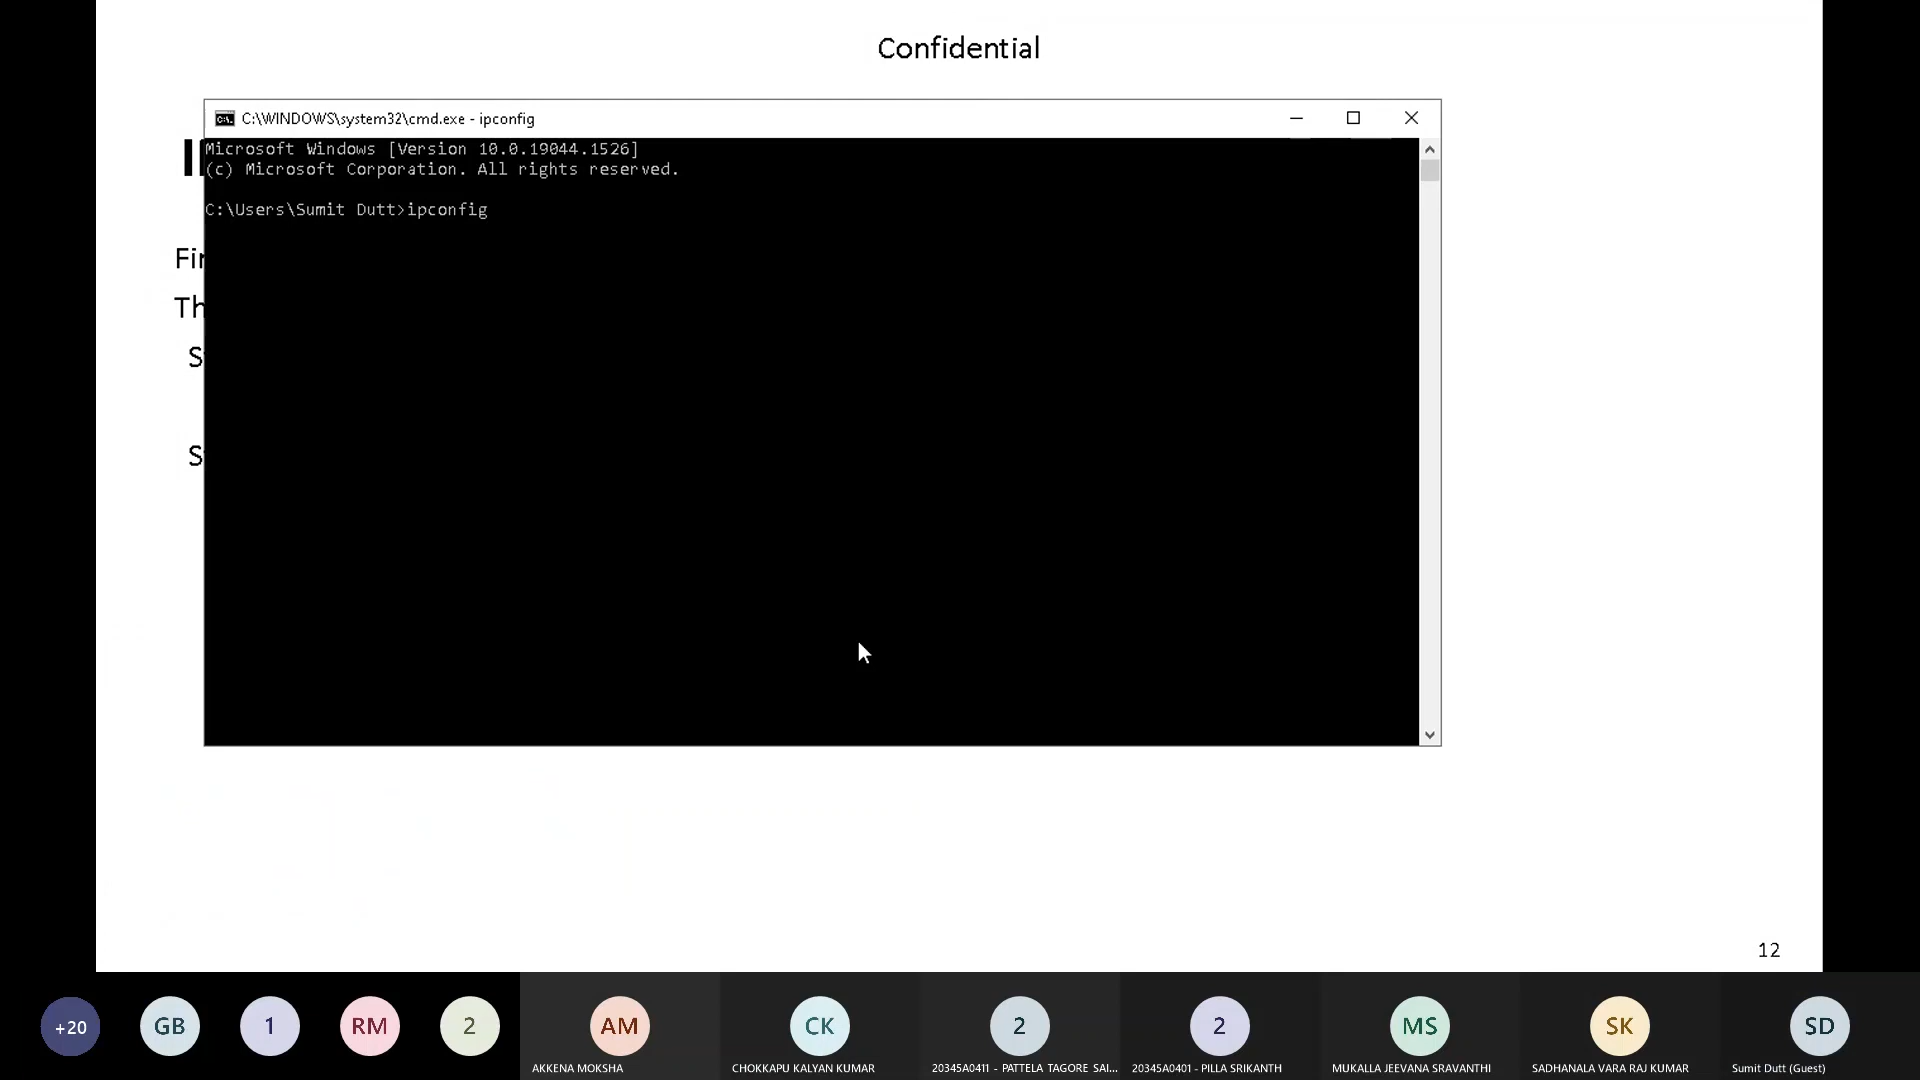 Confidential
C:\WINDOWS\system32\cmd.exe - ipconfig
Microsoft Windows [Version 10.0.19044.1526]
(c) Microsoft Corporation. All rights reserved.
C:\Users\Sumit Dutt>ipconfig
Fir
Th
S
S
12
+20
GB
1
RM
2
AM
CK
2
2
MS
SK
SD
AKKENA MOKSHA
CHOKKAPU KALYAN KUMAR
20345A0411 - PATTELA TAGORE SAI...
20345A0401 - PILLA SRIKANTH
MUKALLA JEEVANA SRAVANTHI
SADHANALA VARA RAJ KUMAR
Sumit Dutt (Guest)